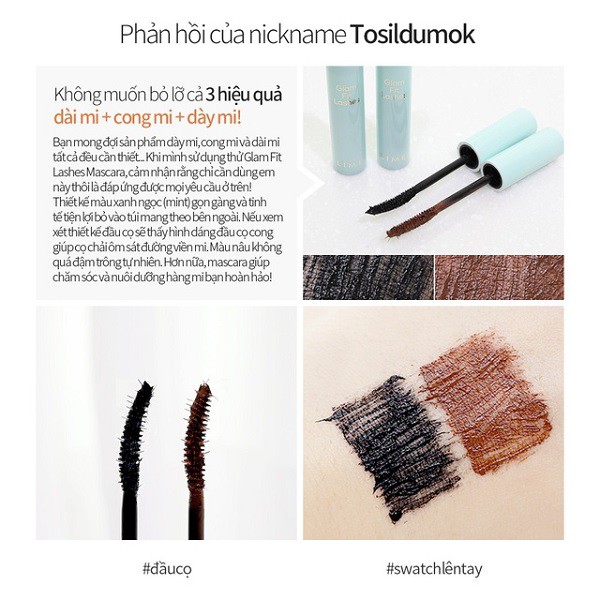 Phản hồi của nickname Tosildumok
Không muốn bỏ lỡ cả 3 hiệu quả
dài mi + cong mi + dày mi!
Bạn mong đợi sản phẩm dày mi, cong mi và dài mi
tất cả đều cần thiết... Khi mình sử dụng thử Glam Fit
Lashes Mascara, cảm nhận rằng chỉ cần dùng em
này thôi là đáp ứng được mọi yêu cầu ở trên!
Thiết kế màu xanh ngọc (mint) gọn gàng và tinh
tế tiện lợi bỏ vào túi mang theo bên ngoài. Nếu xem
xét thiết kế đầu cọ sẽ thấy hình dáng đầu cọ cong
giúp cọ chải ôm sát đường viền mi. Màu nâu không
quá đậm trông tự nhiên. Hơn nữa, mascara giúp
chăm sóc và nuôi dưỡng hàng mi bạn hoàn hảo!
Glam
Fit
Lashes
Glam
Fit
#đầucọ
#swatchlêntay